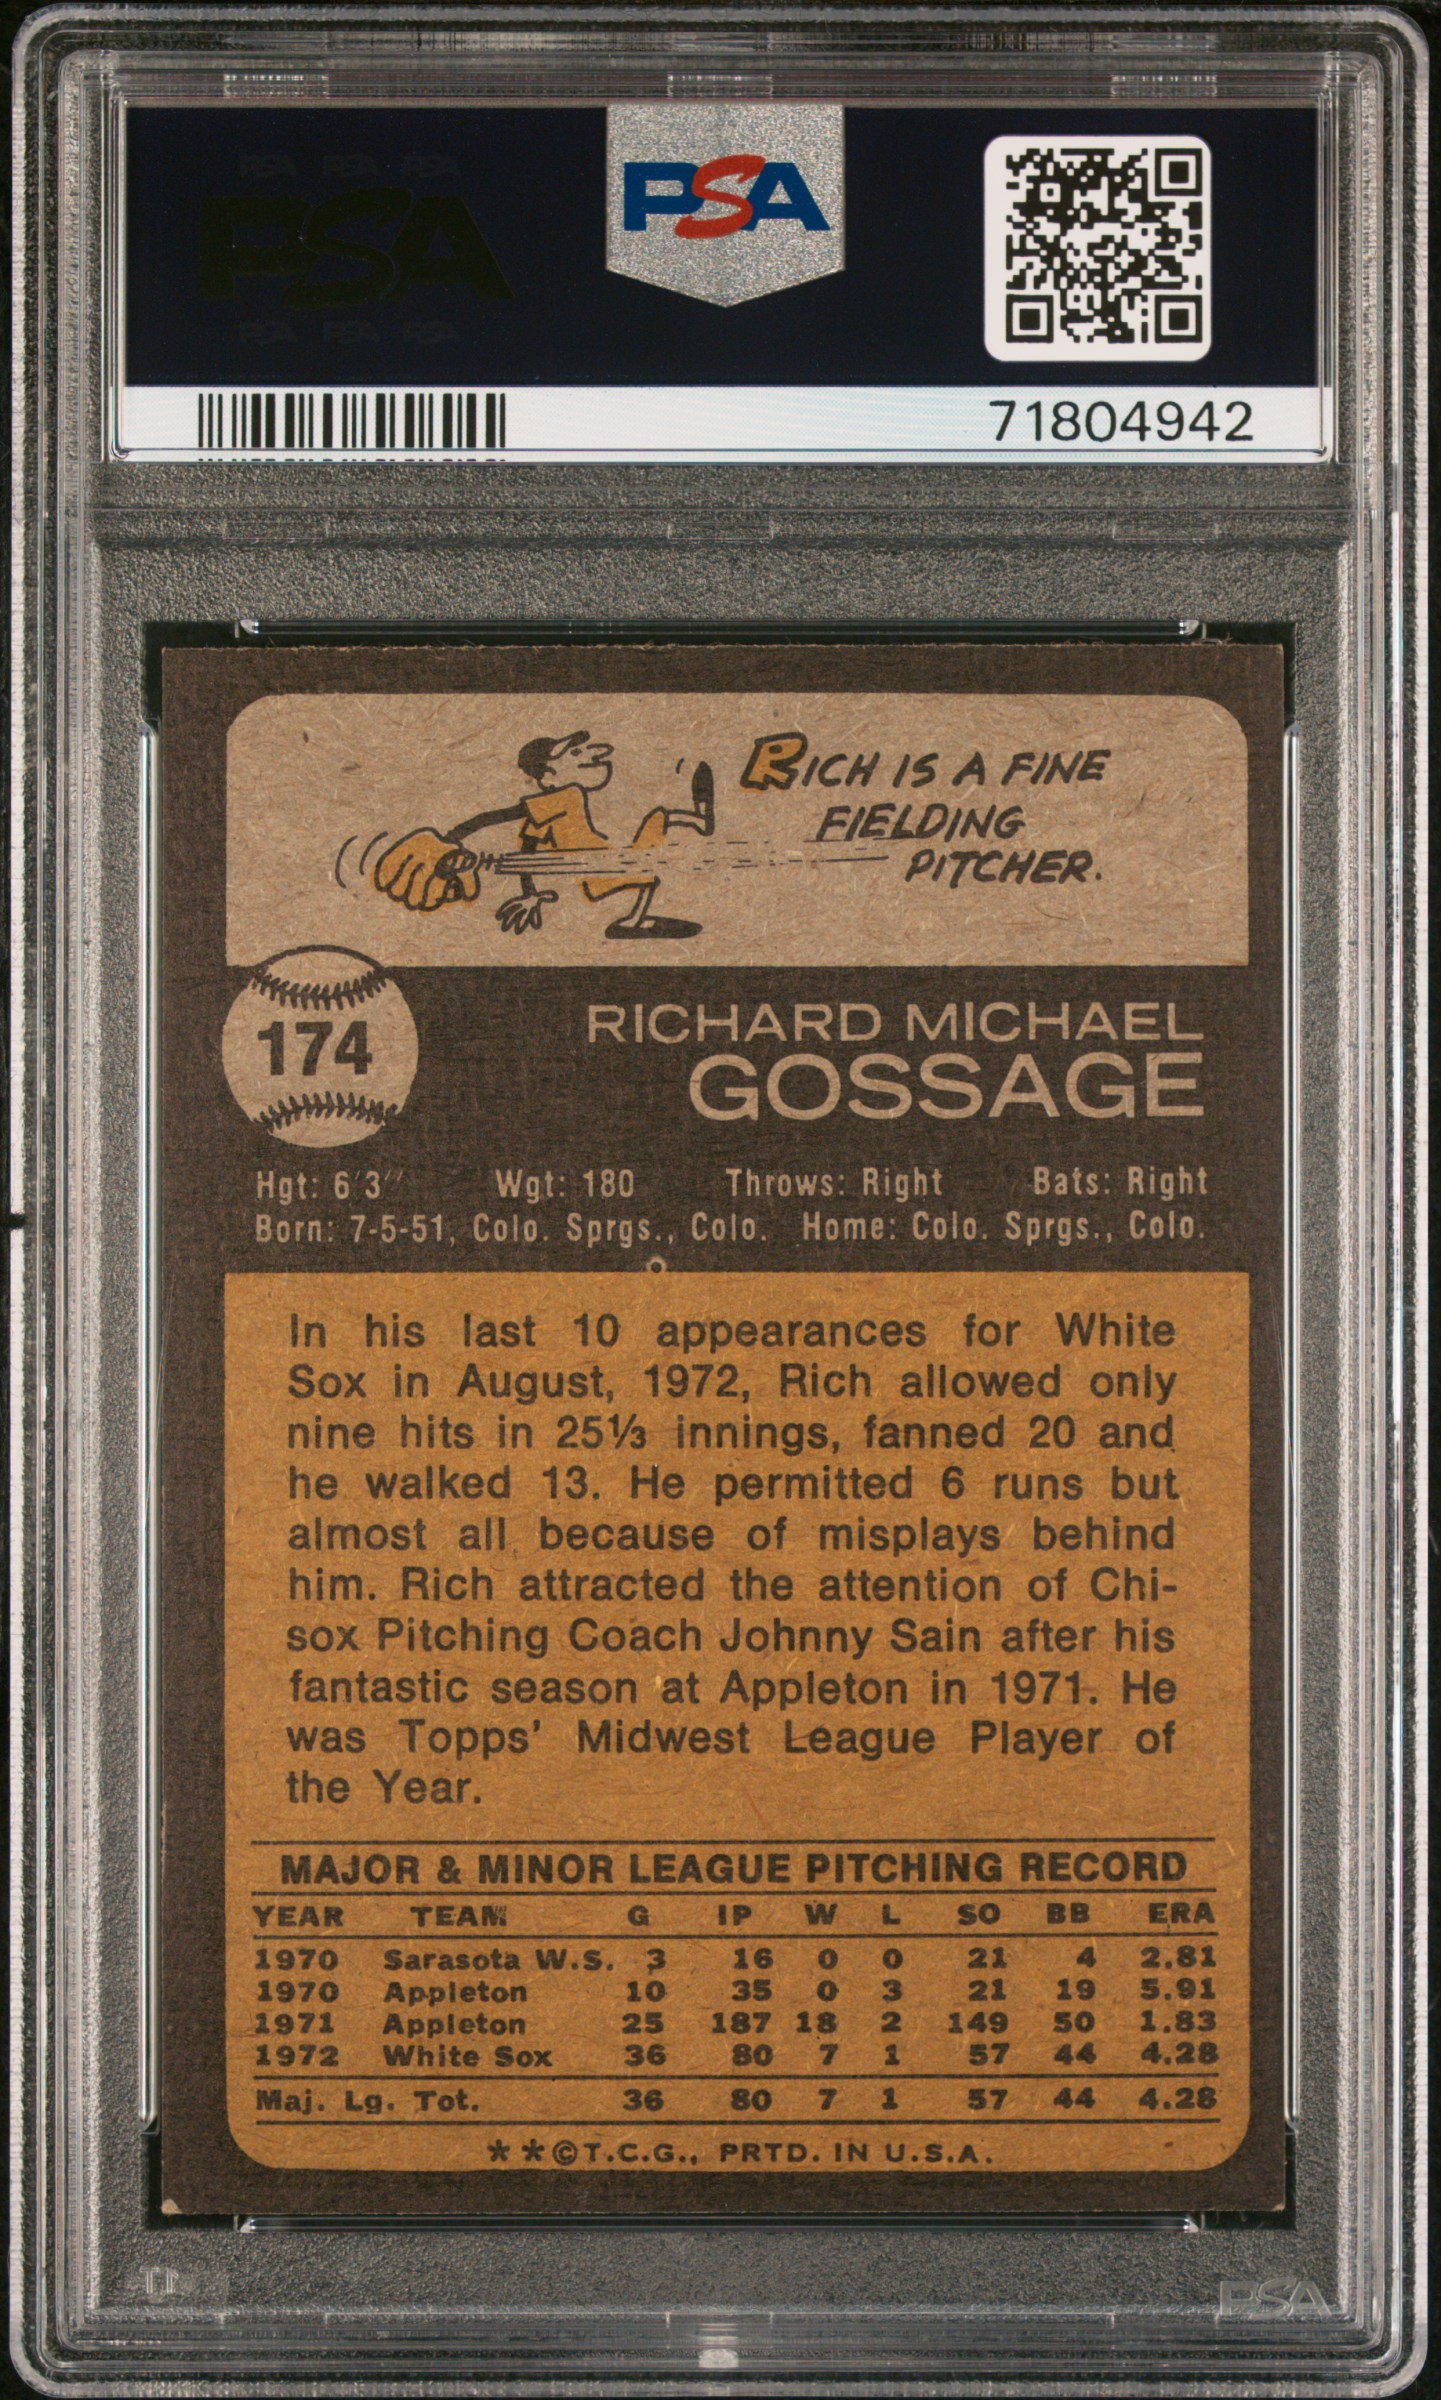 PSA PSA PSA
PSA
PSA PSA PSA
PSA
71804942
RICH IS A FINE
FIELDING
PITCHER.
174
RICHARD MICHAEL
GOSSAGE
Hgt: 6'3" Wgt: 180 Throws: Right Bats: Right
Born: 7-5-51, Colo. Sprgs., Colo. Home: Colo. Sprgs., Colo.
In his last 10 appearances for White
Sox in August, 1972, Rich allowed only
nine hits in 25⅓ innings, fanned 20 and
he walked 13. He permitted 6 runs but
almost all because of misplays behind
him. Rich attracted the attention of Chi-
sox Pitching Coach Johnny Sain after his
fantastic season at Appleton in 1971. He
was Topps' Midwest League Player of
the Year.
MAJOR & MINOR LEAGUE PITCHING RECORD
YEAR TEAM G IP W L SO BB ERA
1970 Sarasota W.S. 3 16 0 0 21 4 2.81
1970 Appleton 10 35 0 3 21 19 5.91
1971 Appleton 25 187 18 2 149 50 1.83
1972 White Sox 36 80 7 1 57 44 4.28
Maj. Lg. Tot. 36 80 7 1 57 44 4.28
**©T.C.G., PRTD. IN U.S.A.
PSA